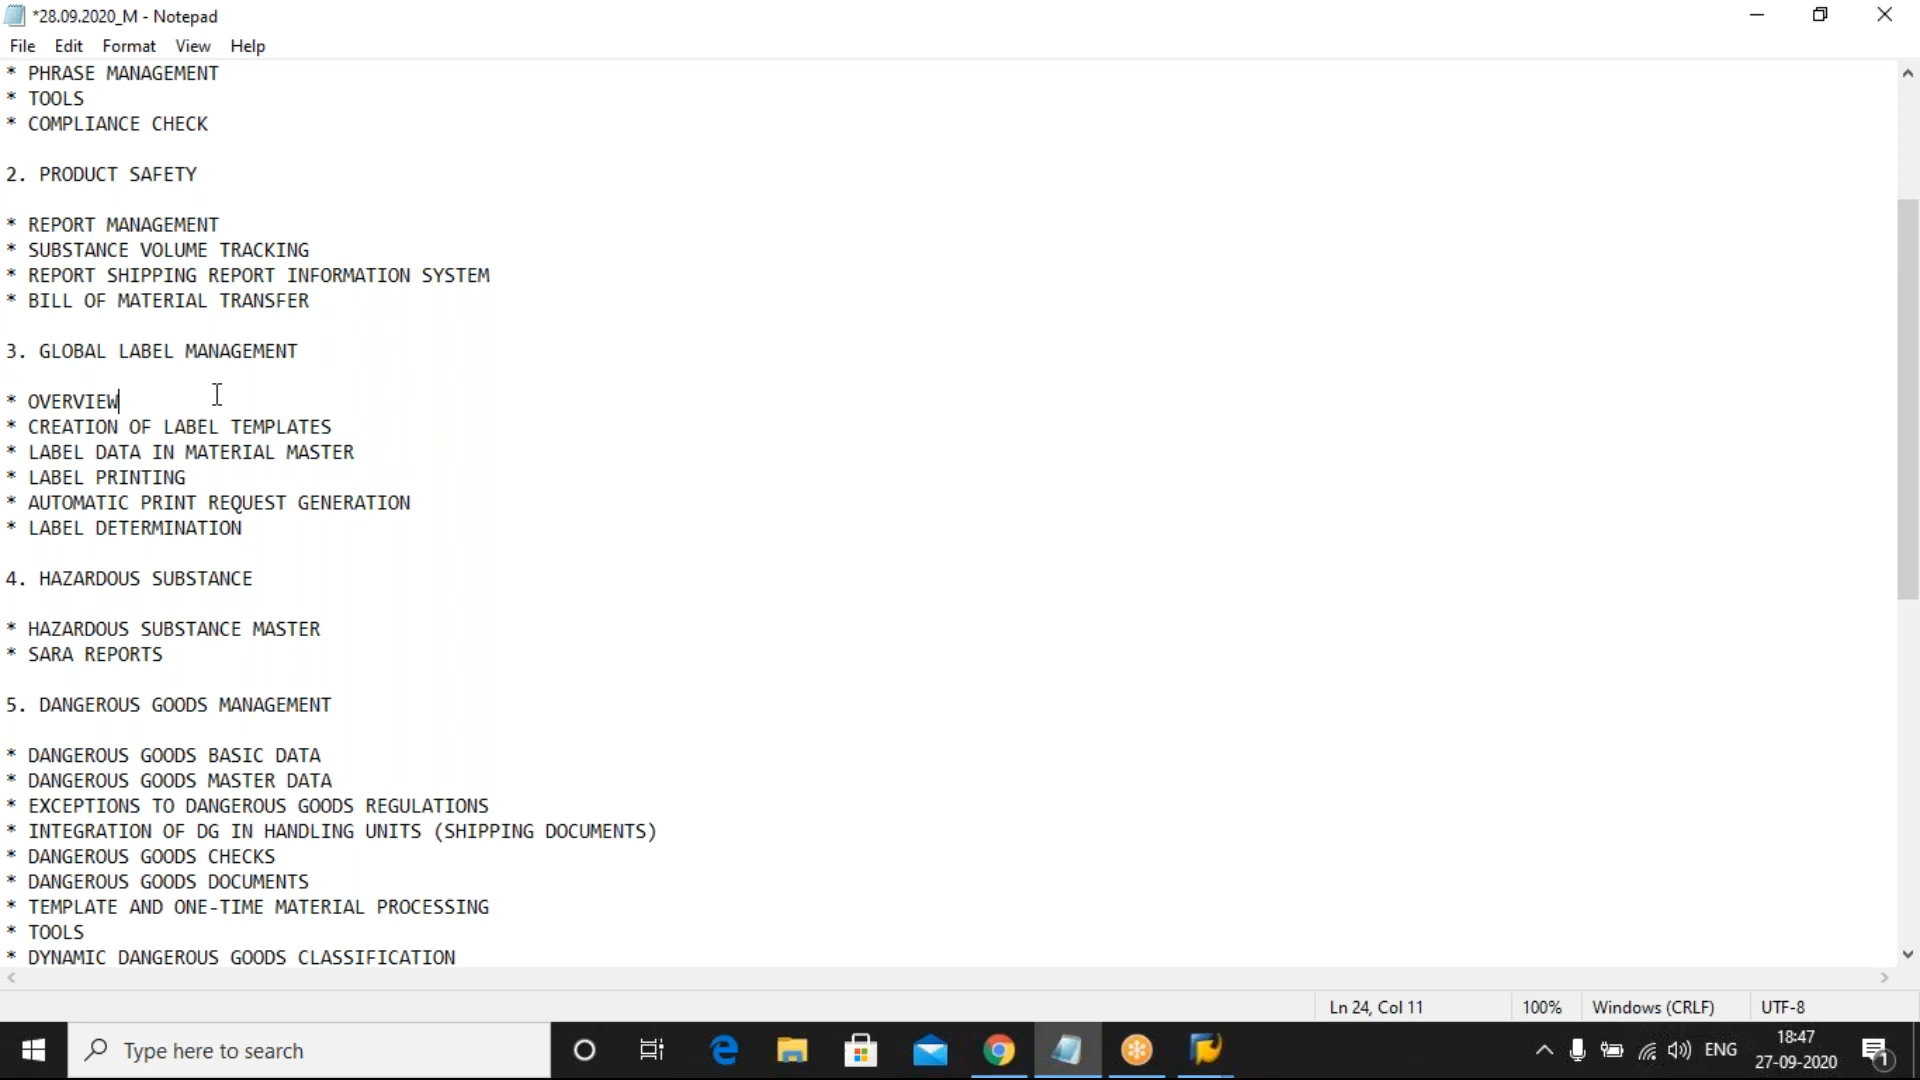 *28.09.2020_M - Notepad
File Edit Format View Help
* PHRASE MANAGEMENT
* TOOLS
* COMPLIANCE CHECK
2. PRODUCT SAFETY
* REPORT MANAGEMENT
* SUBSTANCE VOLUME TRACKING
* REPORT SHIPPING REPORT INFORMATION SYSTEM
* BILL OF MATERIAL TRANSFER
3. GLOBAL LABEL MANAGEMENT
* OVERVIEW
* CREATION OF LABEL TEMPLATES
* LABEL DATA IN MATERIAL MASTER
* LABEL PRINTING
* AUTOMATIC PRINT REQUEST GENERATION
* LABEL DETERMINATION
4. HAZARDOUS SUBSTANCE
* HAZARDOUS SUBSTANCE MASTER
* SARA REPORTS
5. DANGEROUS GOODS MANAGEMENT
* DANGEROUS GOODS BASIC DATA
* DANGEROUS GOODS MASTER DATA
* EXCEPTIONS TO DANGEROUS GOODS REGULATIONS
* INTEGRATION OF DG IN HANDLING UNITS (SHIPPING DOCUMENTS)
* DANGEROUS GOODS CHECKS
* DANGEROUS GOODS DOCUMENTS
* TEMPLATE AND ONE-TIME MATERIAL PROCESSING
* TOOLS
* DYNAMIC DANGEROUS GOODS CLASSIFICATION
Ln 24, Col 11 100% Windows (CRLF) UTF-8
Type here to search ENG 18:47 1
27-09-2020